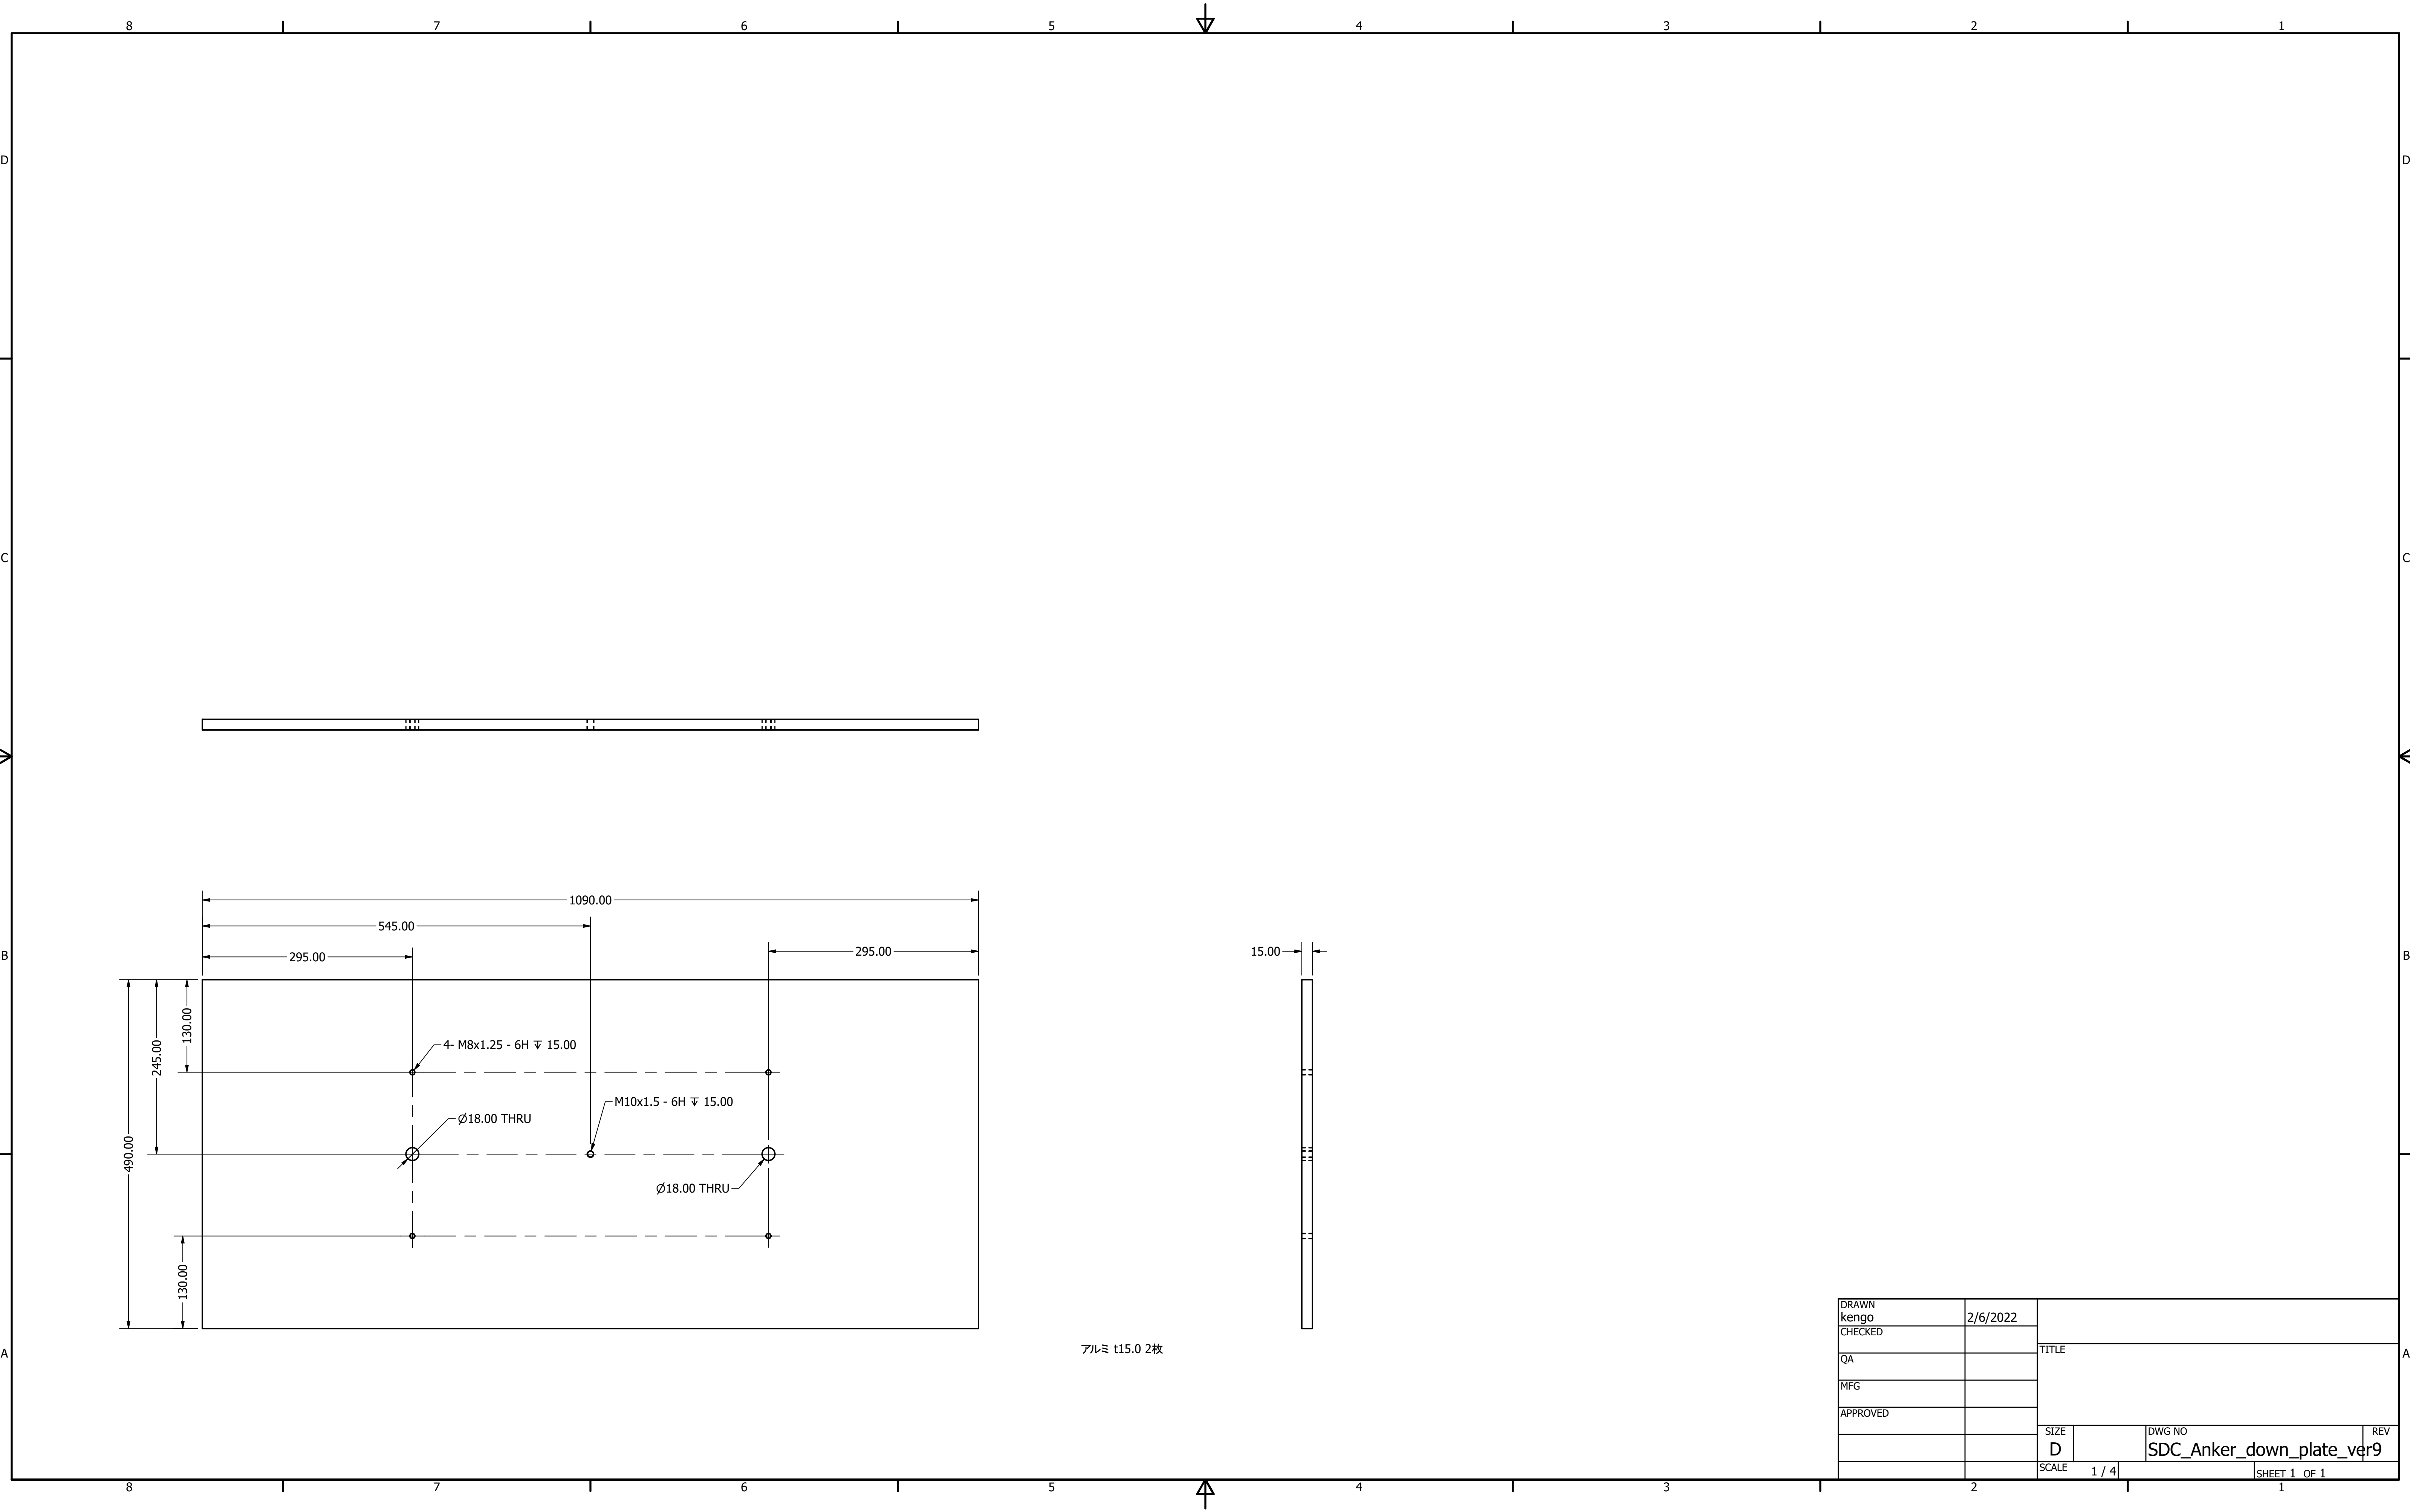 8 7 6 5 4 3 2 1
D D
C C
1090.00
545.00
295.00 295.00 15.00
B B
130.00
245.00
490.00
4- M8x1.25 - 6H ↧ 15.00
M10x1.5 - 6H ↧ 15.00
Ø18.00 THRU
Ø18.00 THRU
130.00
アルミ t15.0 2枚
A A
DRAWN
kengo 2/6/2022
CHECKED
QA
MFG
APPROVED
TITLE
SIZE
D
DWG NO
SDC_Anker_down_plate_ver9
REV
SCALE 1 / 4
SHEET 1 OF 1
8 7 6 5 4 3 2 1